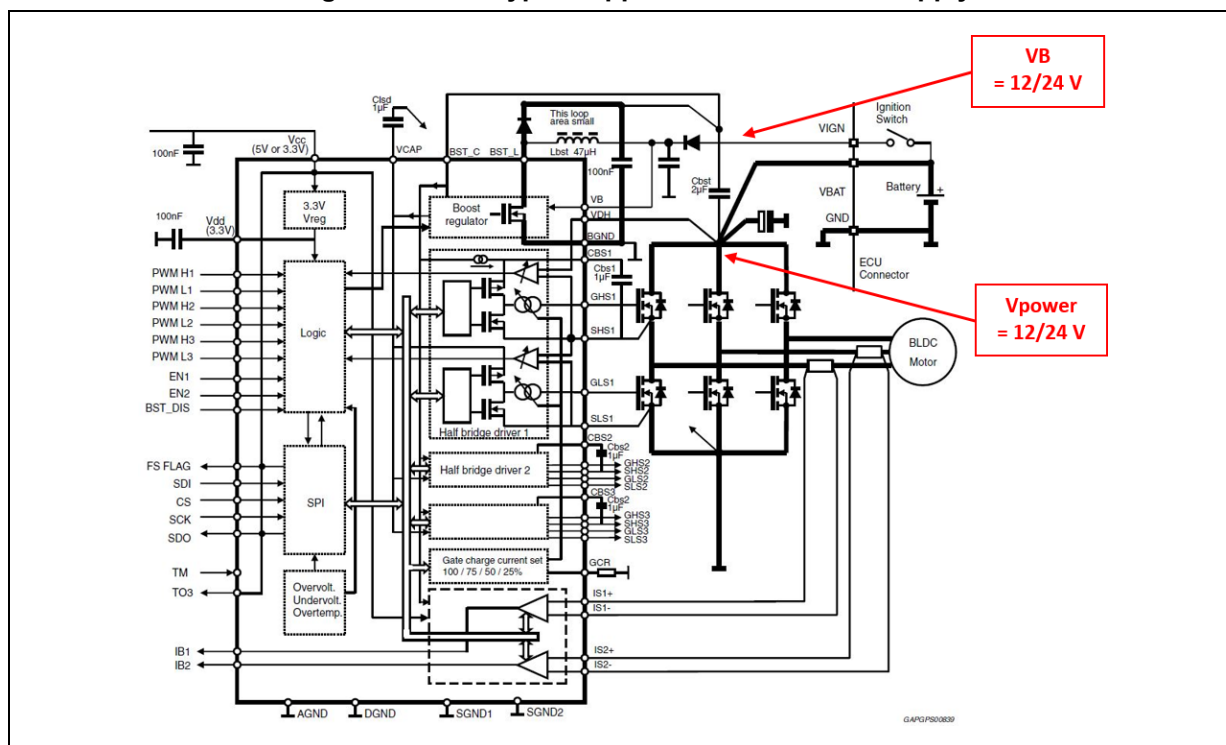 VB
= 12/24 V
Clsd
1µF
This loop
area small
VIGN
Ignition
Switch
Vcc
(5V or 3.3V)
100nF
VCAP
BST_C
BST_L
Lbst 47µH
100nF
Cbst
2µF
VBAT
Battery
+
GND
ECU
Connector
3.3V
Vreg
Boost
regulator
VB
VDH
BGND
100nF
Vdd
(3.3V)
CBS1
Cbs1
1µF
Vpower
= 12/24 V
PWM H1
PWM L1
PWM H2
PWM L2
PWM H3
PWM L3
EN1
EN2
BST_DIS
Logic
GHS1
SHS1
GLS1
SLS1
BLDC
Motor
Half bridge driver 1
CBS2
Cbs2
1µF
Half bridge driver 2
GHS2
SHS2
GLS2
SLS2
FS FLAG
SDI
CS
SCK
SDO
SPI
CBS3
Cbs2
1µF
GHS3
SHS3
GLS3
SLS3
Gate charge current set
100 / 75 / 50 / 25%
GCR
TM
TO3
Overvolt.
Undervolt.
Overtemp.
IS1+
IS1-
IB1
IB2
IS2+
IS2-
AGND
DGND
SGND1
SGND2
GAPGPS00839